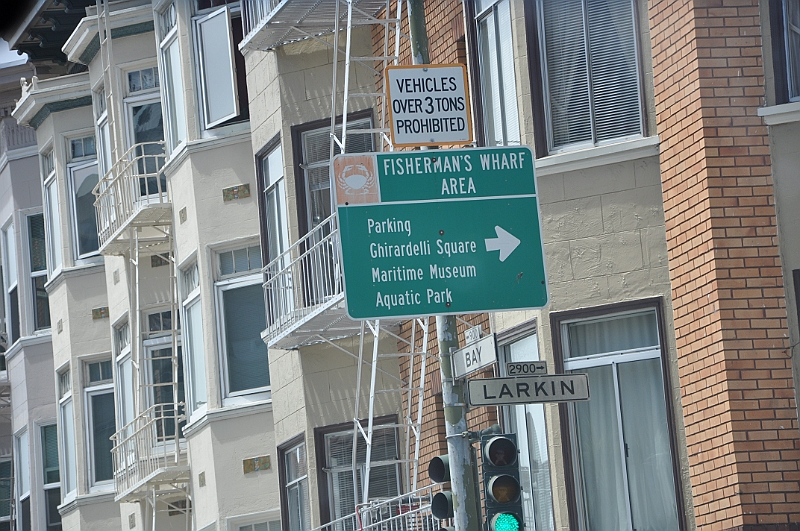 VEHICLES
OVER 3 TONS
PROHIBITED
FISHERMAN'S WHARF
AREA
Parking
Ghirardelli Square
Maritime Museum
Aquatic Park
BAY
2900
LARKIN